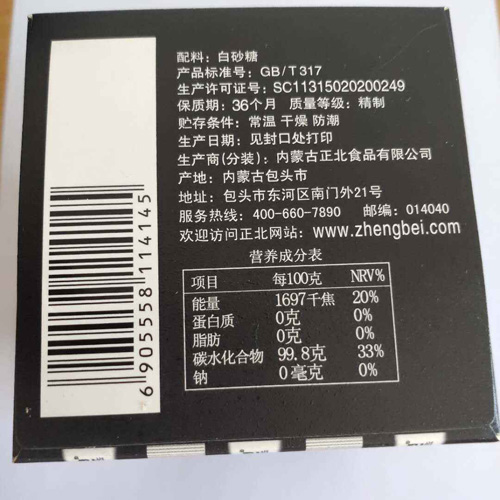 配料：白砂糖
产品标准号：GB/T317
生产许可证号：SC11315020200249
保质期：36个月 质量等级：精制
贮存条件：常温 干燥 防潮
生产日期：见封口处打印
生产商(分装)：内蒙古正北食品有限公司
产地：内蒙古包头市
地址：包头市东河区南门外21号
服务热线：400-660-7890 邮编：014040
欢迎访问正北网站：www.zhengbei.com
营养成分表
项目 每100克 NRV%
能量 1697千焦 20%
蛋白质 0克 0%
脂肪 0克 0%
碳水化合物 99.8克 33%
钠 0毫克 0%
6905558114145